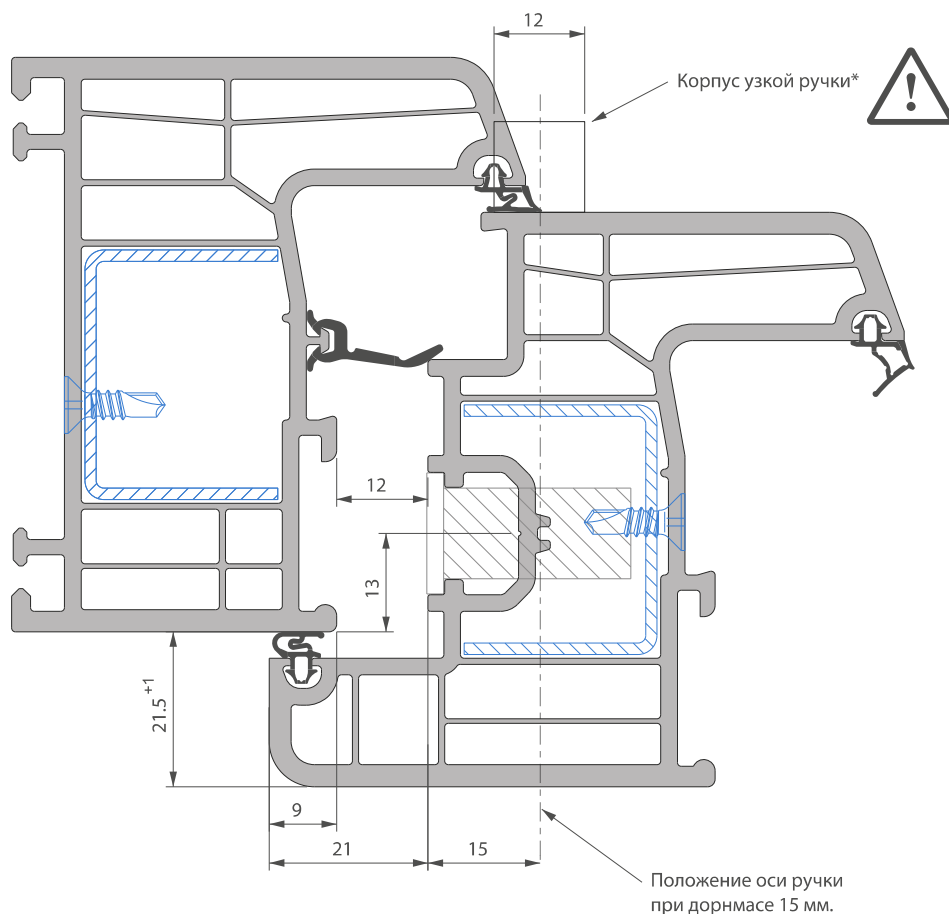 12
Корпус узкой ручки*
!
12
13
21.5 +1
9
21
15
Положение оси ручки
при дорнмасе 15 мм.